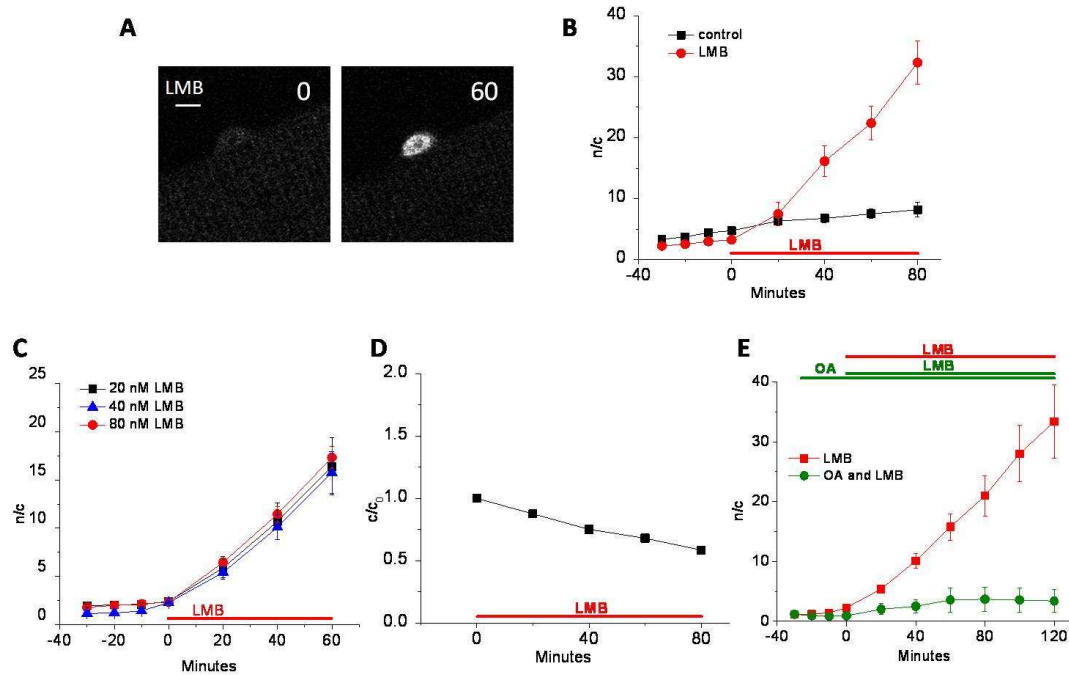 A
LMB
0
60
B
control
LMB
n/c
40
30
20
10
0
LMB
-40
0
40
80
Minutes
C
20 nM LMB
40 nM LMB
80 nM LMB
n/c
25
20
15
10
5
0
LMB
-40
-20
0
20
40
60
Minutes
D
c/c0
2.0
1.5
1.0
0.5
0.0
LMB
0
40
80
Minutes
E
LMB
OA LMB
LMB
OA and LMB
n/c
40
30
20
10
0
-40
0
40
80
120
Minutes